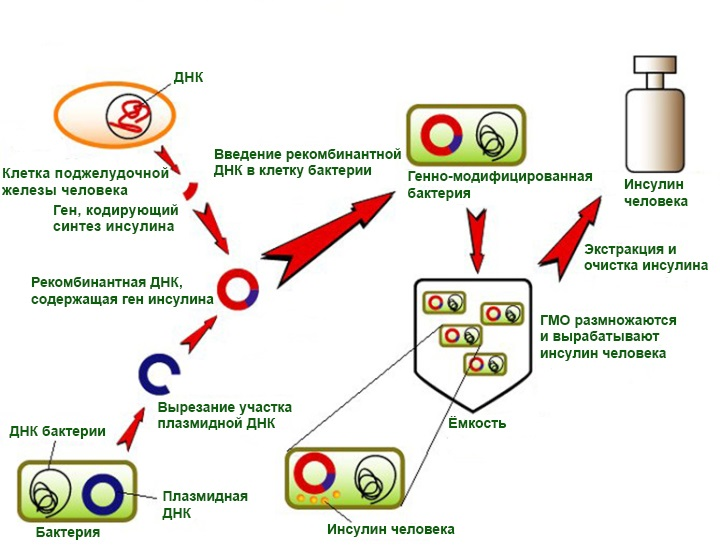 ДНК
Клетка поджелудочной
железы человека
Ген, кодирующий
синтез инсулина
Введение рекомбинантной
ДНК в клетку бактерии
Генно-модифицированная
бактерия
Инсулин
человека
Экстракция и
очистка инсулина
Рекомбинантная ДНК,
содержащая ген инсулина
ГМО размножаются
и вырабатывают
инсулин человека
Вырезание участка
плазмидной ДНК
Ёмкость
ДНК бактерии
Плазмидная
ДНК
Бактерия
Инсулин человека